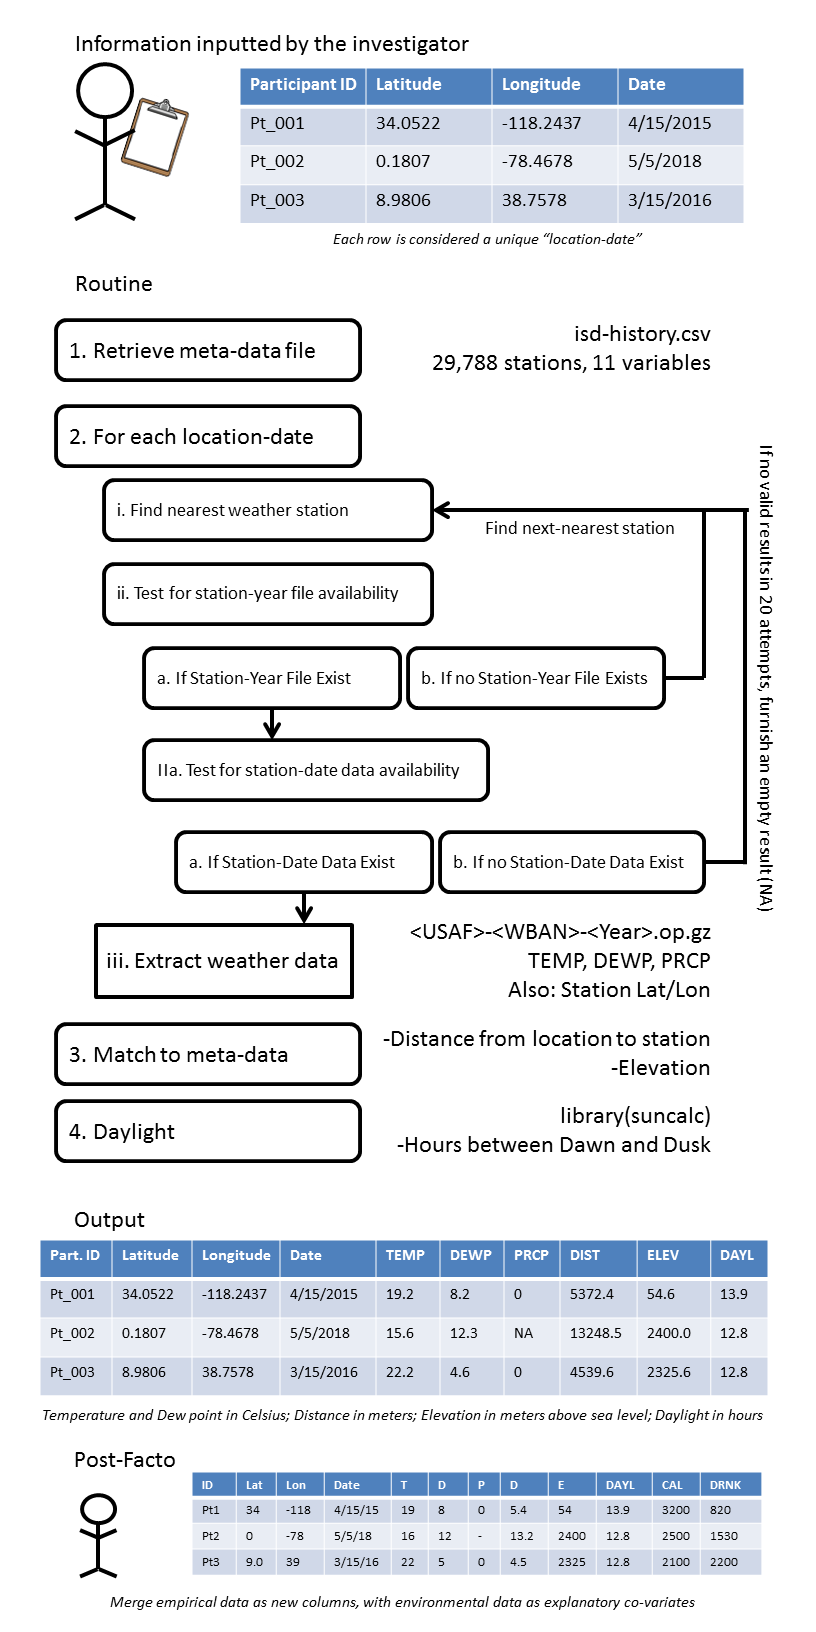 Information inputted by the investigator
Participant ID Latitude Longitude Date
Pt_001 34.0522 -118.2437 4/15/2015
Pt_002 0.1807 -78.4678 5/5/2018
Pt_003 8.9806 38.7578 3/15/2016
Each row is considered a unique “location-date”
Routine
1. Retrieve meta-data file
isd-history.csv
29,788 stations, 11 variables
2. For each location-date
i. Find nearest weather station
Find next-nearest station
If no valid results in 20 attempts, furnish an empty result (NA)
ii. Test for station-year file availability
a. If Station-Year File Exist
b. If no Station-Year File Exists
IIa. Test for station-date data availability
a. If Station-Date Data Exist
b. If no Station-Date Data Exist
iii. Extract weather data
<USAF>-<WBAN>-<Year>.op.gz
TEMP, DEWP, PRCP
Also: Station Lat/Lon
3. Match to meta-data
-Distance from location to station
-Elevation
4. Daylight
library(suncalc)
-Hours between Dawn and Dusk
Output
Part. ID Latitude Longitude Date TEMP DEWP PRCP DIST ELEV DAYL
Pt_001 34.0522 -118.2437 4/15/2015 19.2 8.2 0 5372.4 54.6 13.9
Pt_002 0.1807 -78.4678 5/5/2018 15.6 12.3 NA 13248.5 2400.0 12.8
Pt_003 8.9806 38.7578 3/15/2016 22.2 4.6 0 4539.6 2325.6 12.8
Temperature and Dew point in Celsius; Distance in meters; Elevation in meters above sea level; Daylight in hours
Post-Facto
ID Lat Lon Date T D P D E DAYL CAL DRNK
Pt1 34 -118 4/15/15 19 8 0 5.4 54 13.9 3200 820
Pt2 0 -78 5/5/18 16 12 - 13.2 2400 12.8 2500 1530
Pt3 9.0 39 3/15/16 22 5 0 4.5 2325 12.8 2100 2200
Merge empirical data as new columns, with environmental data as explanatory co-variates